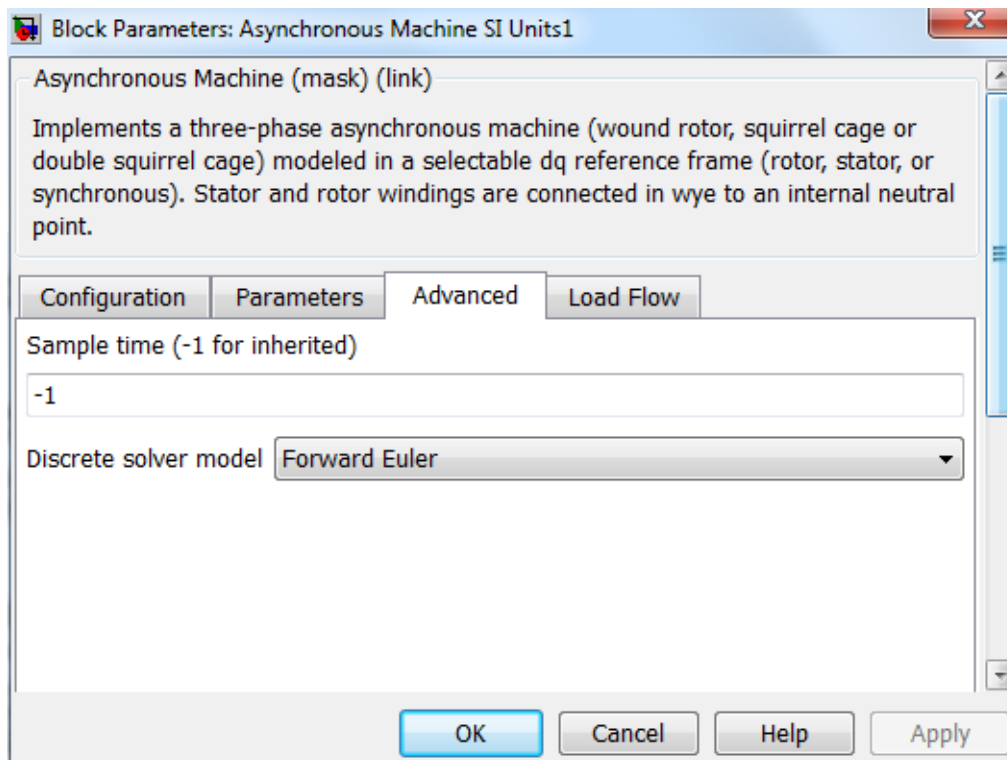 Block Parameters: Asynchronous Machine SI Units1
Asynchronous Machine (mask) (link)
Implements a three-phase asynchronous machine (wound rotor, squirrel cage or
double squirrel cage) modeled in a selectable dq reference frame (rotor, stator, or
synchronous). Stator and rotor windings are connected in wye to an internal neutral
point.
Configuration Parameters Advanced Load Flow
Sample time (-1 for inherited)
-1
Discrete solver model Forward Euler
OK Cancel Help Apply